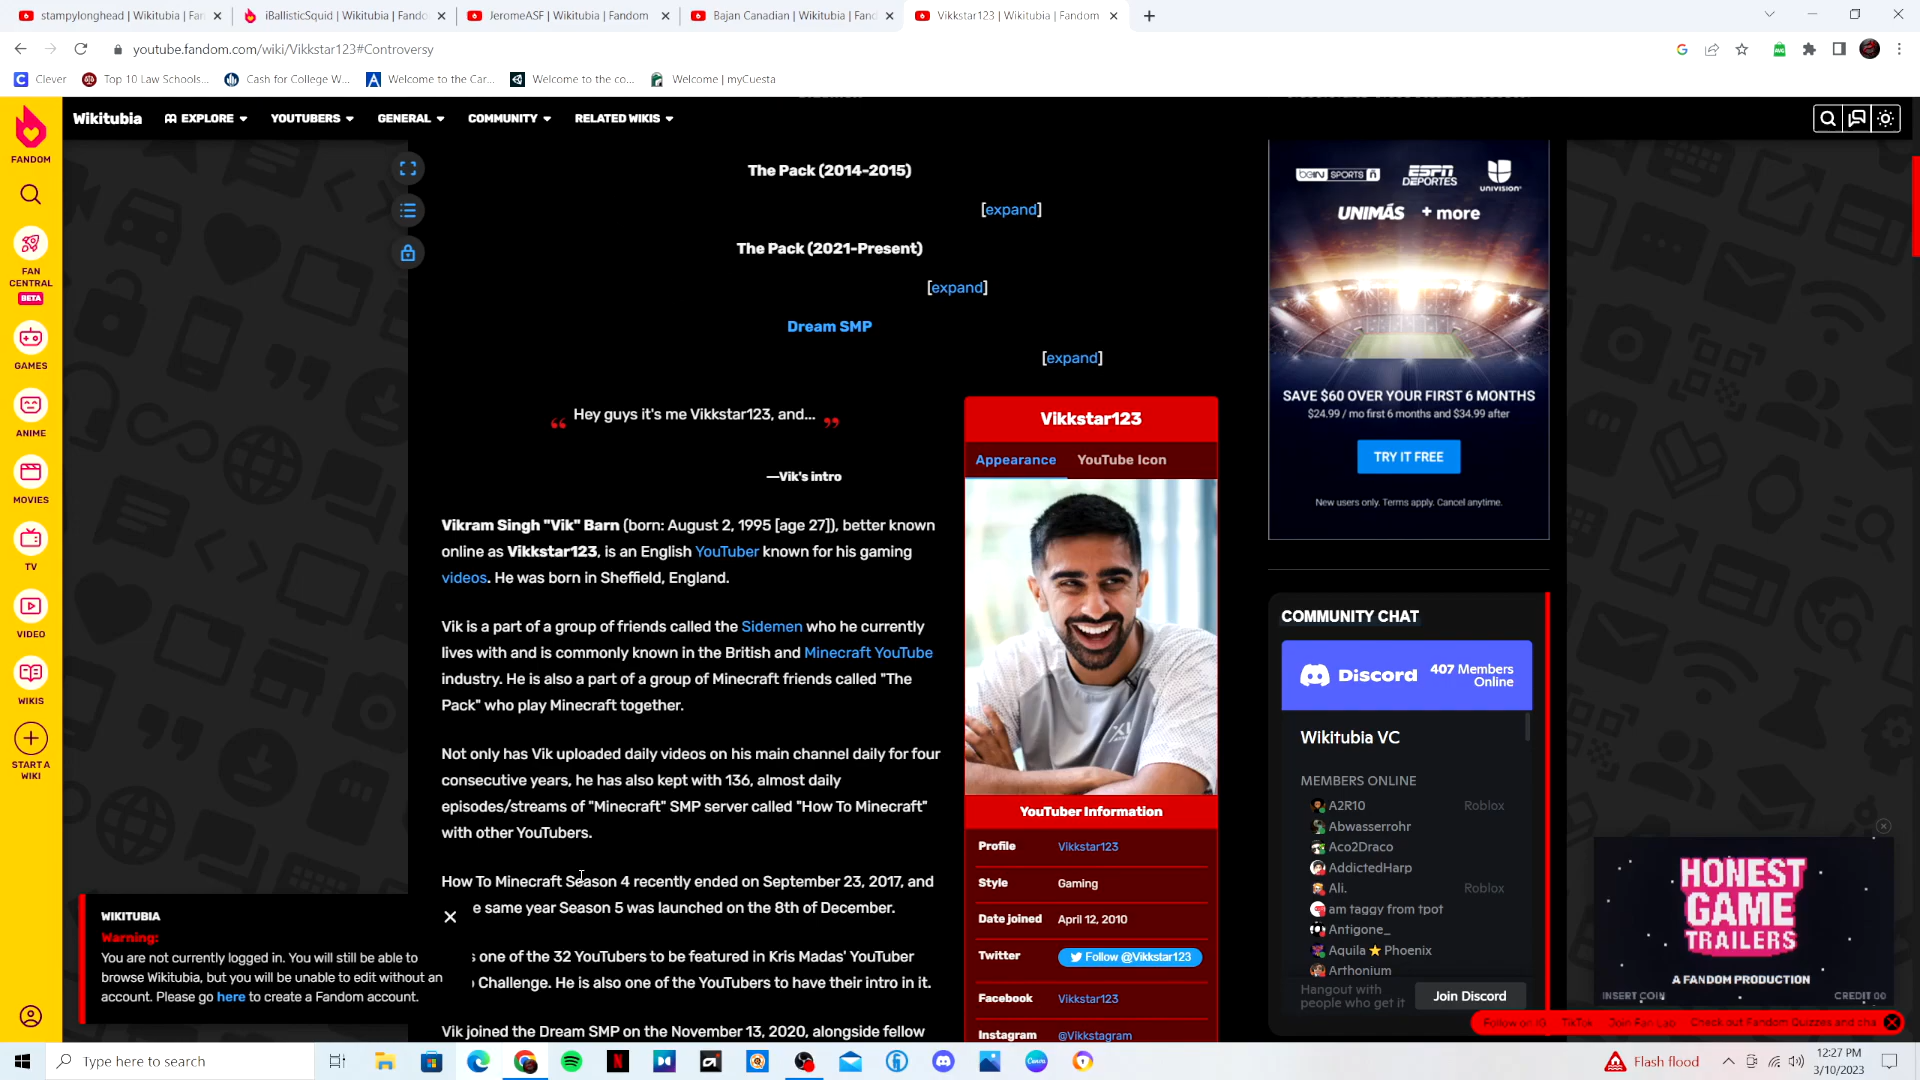 stampylonghead | Wikitubia | Fan
iBallisticSquid | Wikitubia | Fando
JeromeASF | Wikitubia | Fandom
Bajan Canadian | Wikitubia | Fand
Vikkstar123 | Wikitubia | Fandom
youtube.fandom.com/wiki/Vikkstar123#Controversy
Clever
Top 10 Law Schools...
Cash for College W...
Welcome to the Car...
Welcome to the co...
Welcome | myCuesta
FANDOM
FAN CENTRAL
BETA
GAMES
ANIME
MOVIES
TV
VIDEO
WIKIS
START A WIKI
Wikitubia
EXPLORE
YOUTUBERS
GENERAL
COMMUNITY
RELATED WIKIS
The Pack (2014-2015)
[expand]
The Pack (2021-Present)
[expand]
Dream SMP
[expand]
“ Hey guys it's me Vikkstar123, and... ”
—Vik's intro
Vikram Singh "Vik" Barn (born: August 2, 1995 [age 27]), better known
online as Vikkstar123, is an English YouTuber known for his gaming
videos. He was born in Sheffield, England.
Vik is a part of a group of friends called the Sidemen who he currently
lives with and is commonly known in the British and Minecraft YouTube
industry. He is also a part of a group of Minecraft friends called "The
Pack" who play Minecraft together.
Not only has Vik uploaded daily videos on his main channel daily for four
consecutive years, he has also kept with 136, almost daily
episodes/streams of "Minecraft" SMP server called "How To Minecraft"
with other YouTubers.
How To Minecraft Season 4 recently ended on September 23, 2017, and
e same year Season 5 was launched on the 8th of December.
one of the 32 YouTubers to be featured in Kris Madas' YouTuber
Challenge. He is also one of the YouTubers to have their intro in it.
Vik joined the Dream SMP on the November 13, 2020, alongside fellow
Vikkstar123
Appearance
YouTube Icon
YouTuber Information
Profile Vikkstar123
Style Gaming
Date joined April 12, 2010
Twitter Follow @Vikkstar123
Facebook Vikkstar123
Instagram @Vikkstagram
beIN SPORTS
ESPN DEPORTES
UNIVISION
UNIMÁS + more
SAVE $60 OVER YOUR FIRST 6 MONTHS
$24.99 / mo first 6 months and $34.99 after
TRY IT FREE
New users only. Terms apply. Cancel anytime.
COMMUNITY CHAT
Discord
407 Members
Online
Wikitubia VC
MEMBERS ONLINE
A2R10 Roblox
Abwasserrohr
Aco2Draco
AddictedHarp
Ali. Roblox
am taggy from tpot
Antigone_
Aquila ⭐ Phoenix
Arthonium
Hangout with
people who get it
Join Discord
HONEST
GAME
TRAILERS
A FANDOM PRODUCTION
INSERT COIN
CREDIT 00
Follow on IG
TikTok
Join Fan Lab
Check out Fandom Quizzes and cha
WIKITUBIA
Warning:
You are not currently logged in. You will still be able to
browse Wikitubia, but you will be unable to edit without an
account. Please go here to create a Fandom account.
Type here to search
Flash flood
12:27 PM
3/10/2023